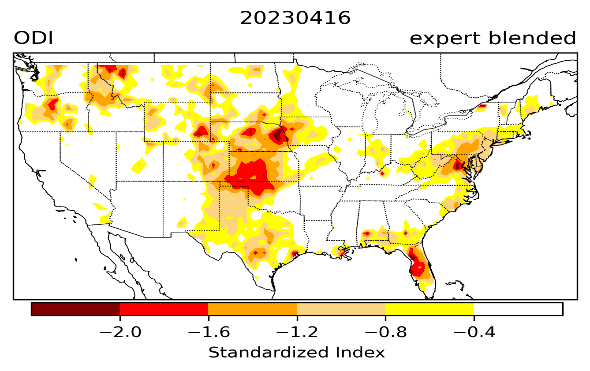 20230416
ODI expert blended
−2.0 −1.6 −1.2 −0.8 −0.4
Standardized Index